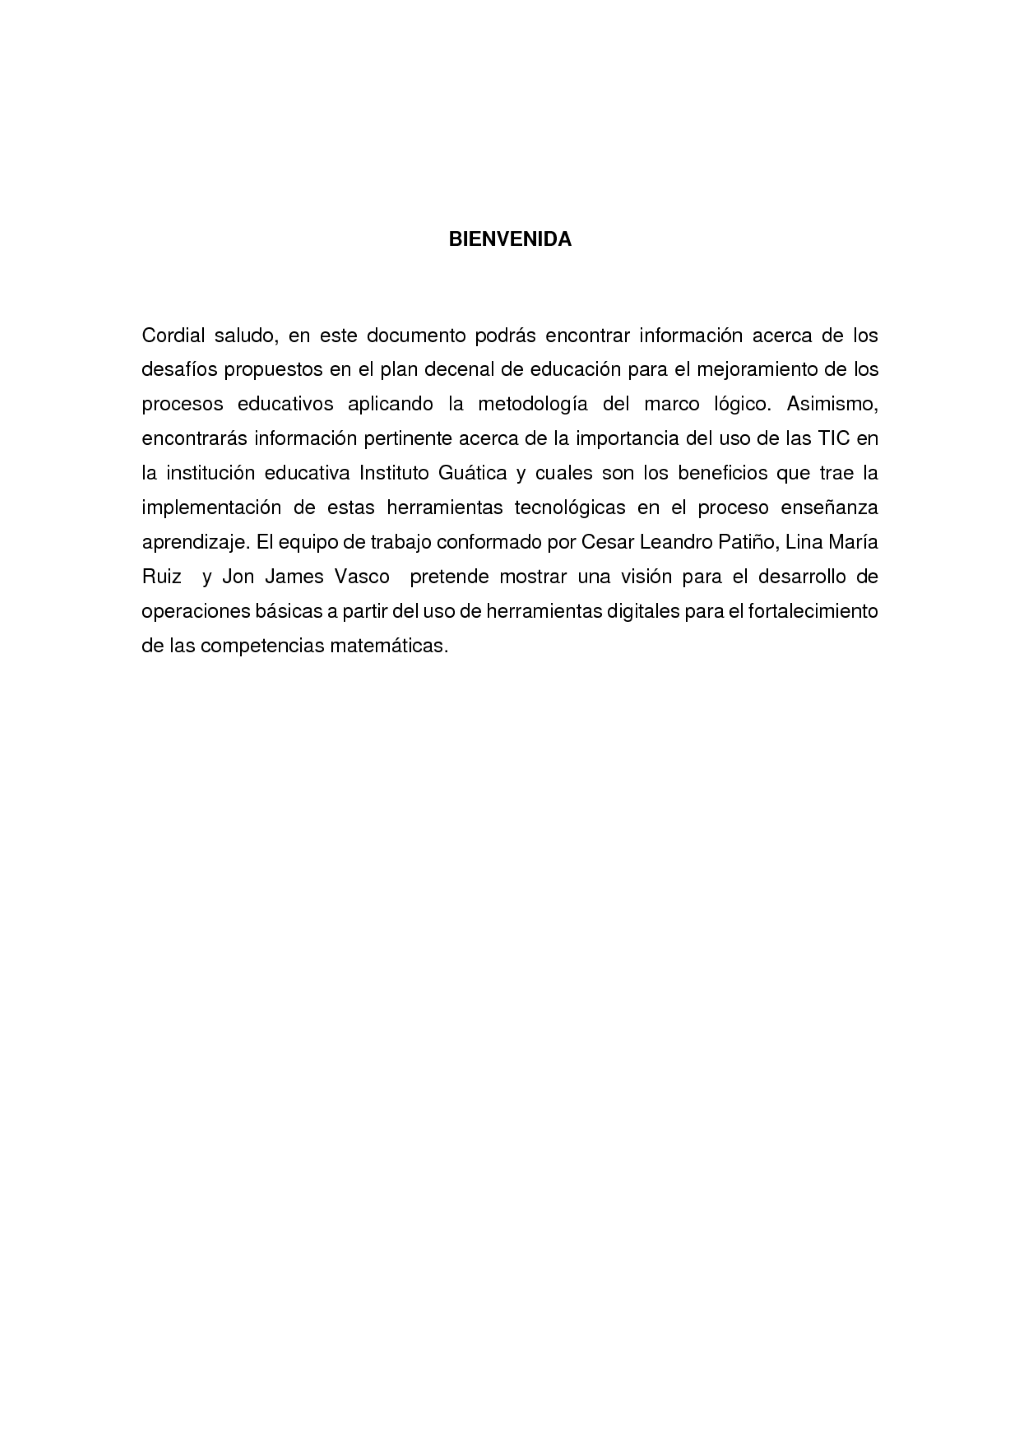 BIENVENIDA
Cordial saludo, en este documento podrás encontrar información acerca de los
desafíos propuestos en el plan decenal de educación para el mejoramiento de los
procesos educativos aplicando la metodología del marco lógico. Asimismo,
encontrarás información pertinente acerca de la importancia del uso de las TIC en
la institución educativa Instituto Guática y cuales son los beneficios que trae la
implementación de estas herramientas tecnológicas en el proceso enseñanza
aprendizaje. El equipo de trabajo conformado por Cesar Leandro Patiño, Lina María
Ruiz  y Jon James Vasco  pretende mostrar una visión para el desarrollo de
operaciones básicas a partir del uso de herramientas digitales para el fortalecimiento
de las competencias matemáticas.